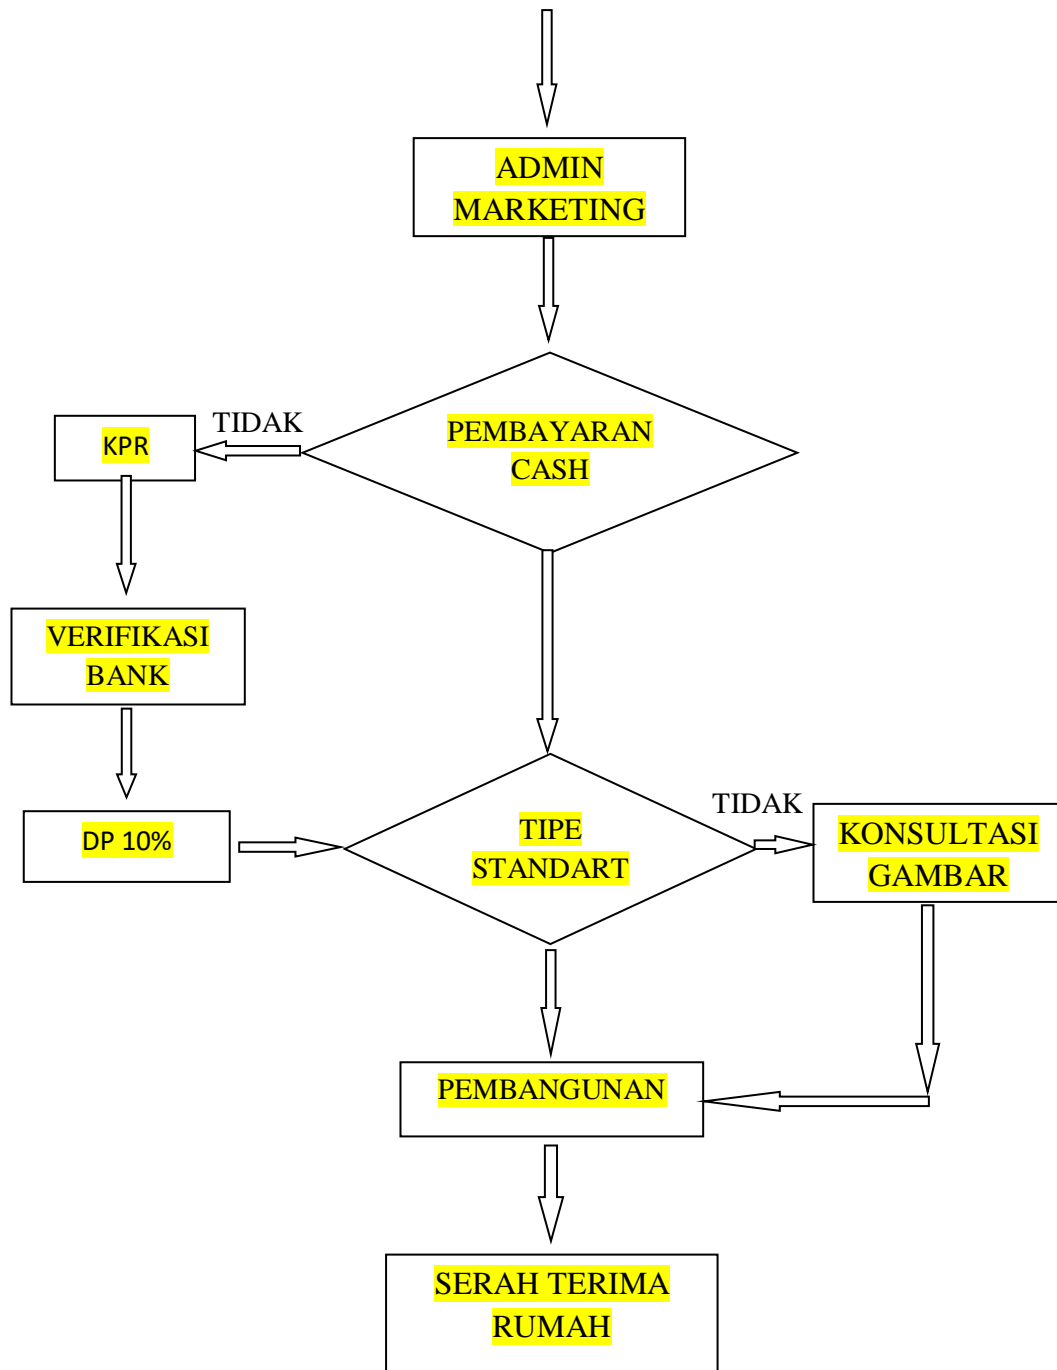 ADMIN
MARKETING
TIDAK
KPR
PEMBAYARAN
CASH
VERIFIKASI
BANK
DP 10%
TIPE
STANDART
TIDAK
KONSULTASI
GAMBAR
PEMBANGUNAN
SERAH TERIMA
RUMAH